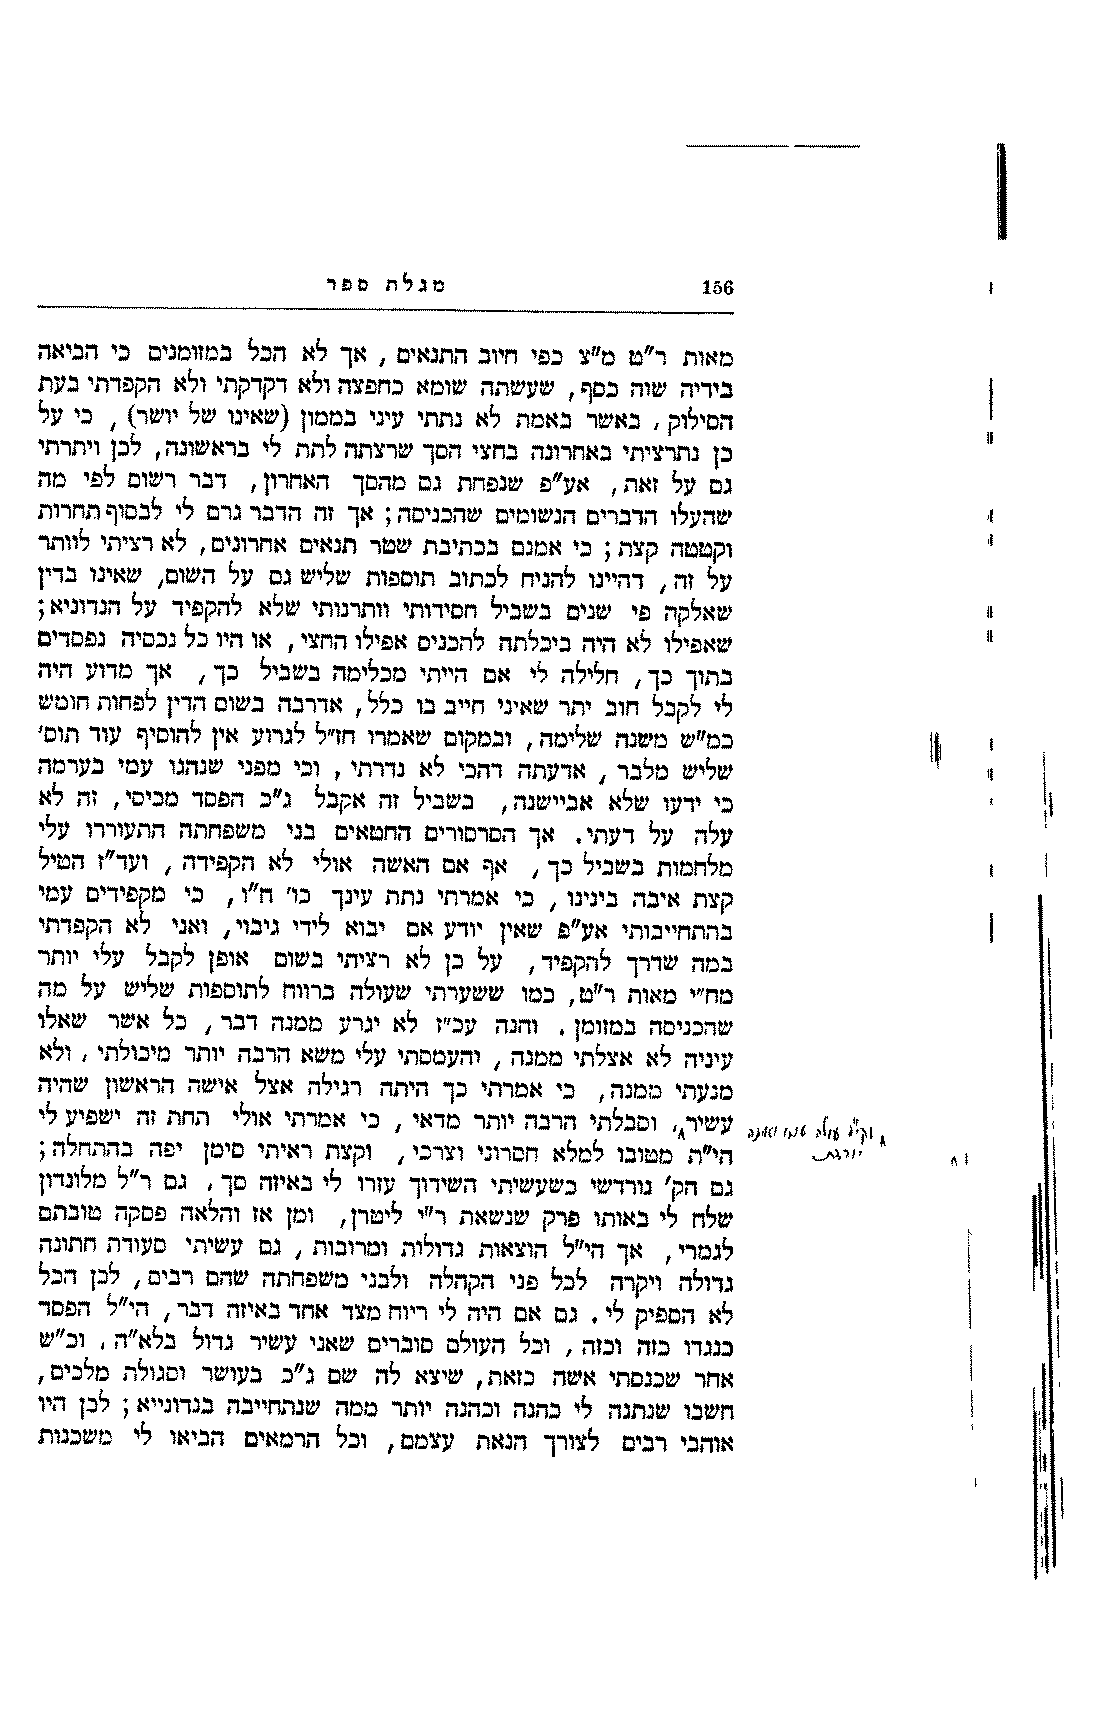 156
מגלת ספר
מאות ר"ט מ"צ כפי חיוב התנאים, אך לא הכל במזומנים כי הביאה
בידיה שוה כסף, שעשתה שומא כחפצה ולא דקדקתי ולא הקפדתי בעת
הסילוק, באשר באמת לא נתתי עיני בממון (שאינו של יושר), כי על
כן נתרציתי באחרונה בחצי הסך שרצתה לתת לי בראשונה, לכן ויתרתי
גם על זאת, אע"פ שנפחת גם מהסך האחרון, דבר רשום לפי מה
שהעלו הדברים הנשומים שהכניסה; אך זה הדבר גרם לי לבסוף תחרות
וקטטה קצת; כי אמנם בכתיבת שטר תנאים אחרונים, לא רציתי לוותר
על זה, דהיינו להניח לכתוב תוספות שליש גם על השום, שאינו בדין
שאלקה פי שנים בשביל חסידותי וותרנותי שלא להקפיד על הנדוניא;
שאפילו לא היה ביכלתה להכניס אפילו החצי, או היו כל נכסיה נפסדים
בתוך כך, חלילה לי אם הייתי מכלימה בשביל כך, אך מדוע היה
לי לקבל חוב יתר שאיני חייב בו כלל, אדרבה בשום הדין לפחות חומש
כמ"ש משנה שלימה, ובמקום שאמרו חז"ל לגרוע אין להוסיף עוד תוס'
שליש מלבר, אדעתה דהכי לא נדרתי, וכי מפני שנהגו עמי בערמה
כי ידעו שלא אביישנה, בשביל זה אקבל ג"כ הפסד מכיסי, זה לא
עלה על דעתי. אך הסרסורים החטאים בני משפחתה התעוררו עלי
מלחמות בשביל כך, אף אם האשה אולי לא הקפידה, ועד"ז הטיל
קצת איבה בינינו, כי אמרתי נתת עינך כו' ח"ו, כי מקפידים עמי
בהתחייבותי אע"פ שאין יודע אם יבוא לידי גיבוי, ואני לא הקפדתי
במה שדרך להקפיד, על כן לא רציתי בשום אופן לקבל עלי יותר
מח"י מאות ר"ט, כמו ששערתי שעולה ברווח לתוספות שליש על מה
שהכניסה במזומן. והנה עכ"ז לא יגרע ממנה דבר, כל אשר שאלו
עיניה לא אצלתי ממנה, והעמסתי עלי משא הרבה יותר מיכולתי, ולא
מנעתי ממנה, כי אמרתי כך היתה רגילה אצל אישה הראשון שהיה
עשיר, וסבלתי הרבה יותר מדאי, כי אמרתי אולי תחת זה ישפיע לי
הי"ת מטובו למלא חסרוני וצרכי, וקצת ראיתי סימן יפה בהתחלה;
גם הק' נורדשי כשעשיתי השידוך עזרו לי באיזה סך, גם ר"ל מלונדון
שלח לי באותו פרק שנשאת ר"י ליטרן, ומן אז והלאה פסקה טובתם
לגמרי, אך הי"ל הוצאות גדולות ומרובות, גם עשיתי סעודת חתונה
גדולה ויקרה לכל פני הקהלה ולבני משפחתה שהם רבים, לכן הכל
לא הספיק לי. גם אם היה לי ריוח מצד אחד באיזה דבר, הי"ל הפסד
כנגדו כזה וכזה, וכל העולם סוברים שאני עשיר גדול בלא"ה, וכ"ש
אחר שכנסתי אשה כזאת, שיצא לה שם ג"כ בעושר וסגולת מלכים,
חשבו שנתנה לי כהנה וכהנה יותר ממה שנתחייבה בנדונייא; לכן היו
אוהבי רבים לצורך הנאת עצמם, וכל הרמאים הביאו לי משכנות